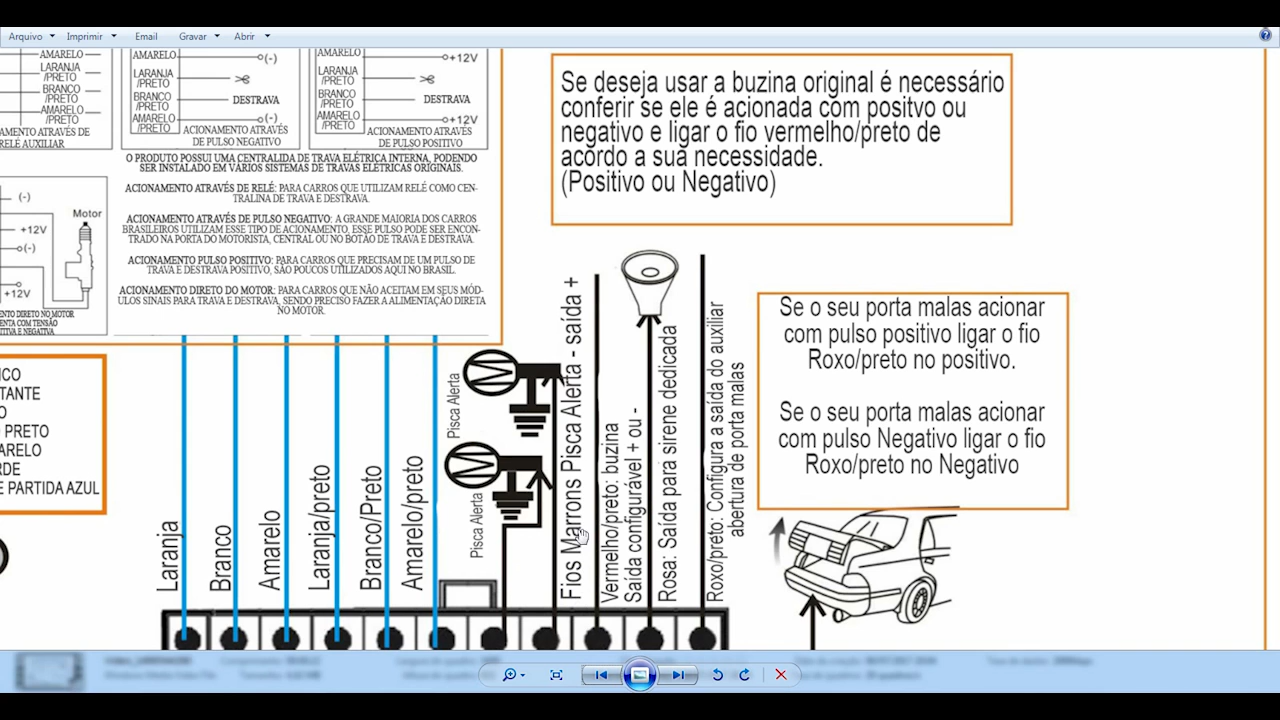 Arquivo Imprimir Email Gravar Abrir
AMARELO
LARANJA
/PRETO
BRANCO
/PRETO
AMARELO
/PRETO
ACIONAMENTO ATRAVÉS DE
RELÉ AUXILIAR
AMARELO (-)
LARANJA
/PRETO
BRANCO
/PRETO DESTRAVA
AMARELO
/PRETO (-)
ACIONAMENTO ATRAVÉS
DE PULSO NEGATIVO
AMARELO +12V
LARANJA
/PRETO
BRANCO
/PRETO DESTRAVA
AMARELO
/PRETO +12V
ACIONAMENTO ATRAVÉS
DE PULSO POSITIVO
O PRODUTO POSSUI UMA CENTRALIDA DE TRAVA ELÉTRICA INTERNA, PODENDO
SER INSTALADO EM VÁRIOS SISTEMAS DE TRAVAS ELÉTRICAS ORIGINAIS.
ACIONAMENTO ATRAVÉS DE RELÉ: PARA CARROS QUE UTILIZAM RELÉ COMO CEN-
TRALINA DE TRAVA E DESTRAVA.
ACIONAMENTO ATRAVÉS DE PULSO NEGATIVO: A GRANDE MAIORIA DOS CARROS
BRASILEIROS UTILIZAM ESSE TIPO DE ACIONAMENTO, ESSE PULSO PODE SER ENCON-
TRADO NA PORTA DO MOTORISTA, CENTRAL OU NO BOTÃO DE TRAVA E DESTRAVA.
ACIONAMENTO PULSO POSITIVO: PARA CARROS QUE PRECISAM DE UM PULSO DE
TRAVA E DESTRAVA POSITIVO, SÃO POUCOS UTILIZADOS AQUI NO BRASIL.
ACIONAMENTO DIRETO DO MOTOR: PARA CARROS QUE NÃO ACEITAM EM SEUS MÓD-
ULOS SINAIS PARA TRAVA E DESTRAVA, SENDO PRECISO FAZER A ALIMENTAÇÃO DIRETA
NO MOTOR.
(-)
Motor
+12V
(-)
+12V
DIRETO NO MOTOR
COM TENSÃO
E NEGATIVA
Se deseja usar a buzina original é necessário
conferir se ele é acionada com positvo ou
negativo e ligar o fio vermelho/preto de
acordo a sua necessidade.
(Positivo ou Negativo)
Se o seu porta malas acionar
com pulso positivo ligar o fio
Roxo/preto no positivo.
Se o seu porta malas acionar
com pulso Negativo ligar o fio
Roxo/preto no Negativo
PRETO
E PARTIDA AZUL
Laranja
Branco
Amarelo
Laranja/preto
Branco/Preto
Amarelo/preto
Pisca Alerta
Pisca Alerta
Fios Marrons Pisca Alerta - saída +
Vermelho/preto: buzina
Saída configurável + ou -
Rosa: Saída para sirene dedicada
Roxo/preto: Configura a saída do auxiliar
abertura de porta malas